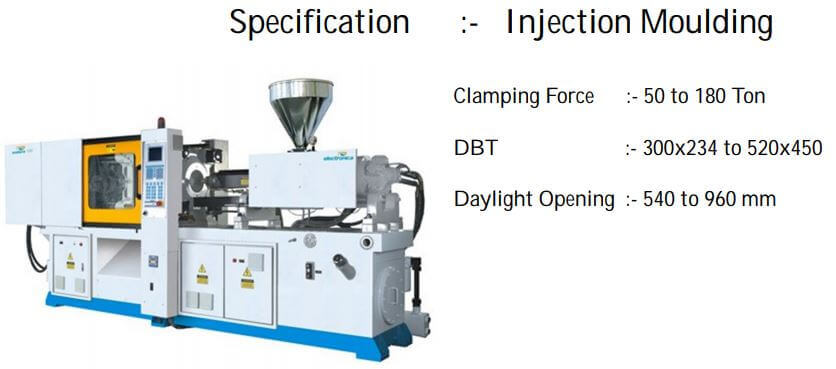 Specification :- Injection Moulding
Clamping Force :- 50 to 180 Ton
DBT :- 300x234 to 520x450
Daylight Opening :- 540 to 960 mm
electronica